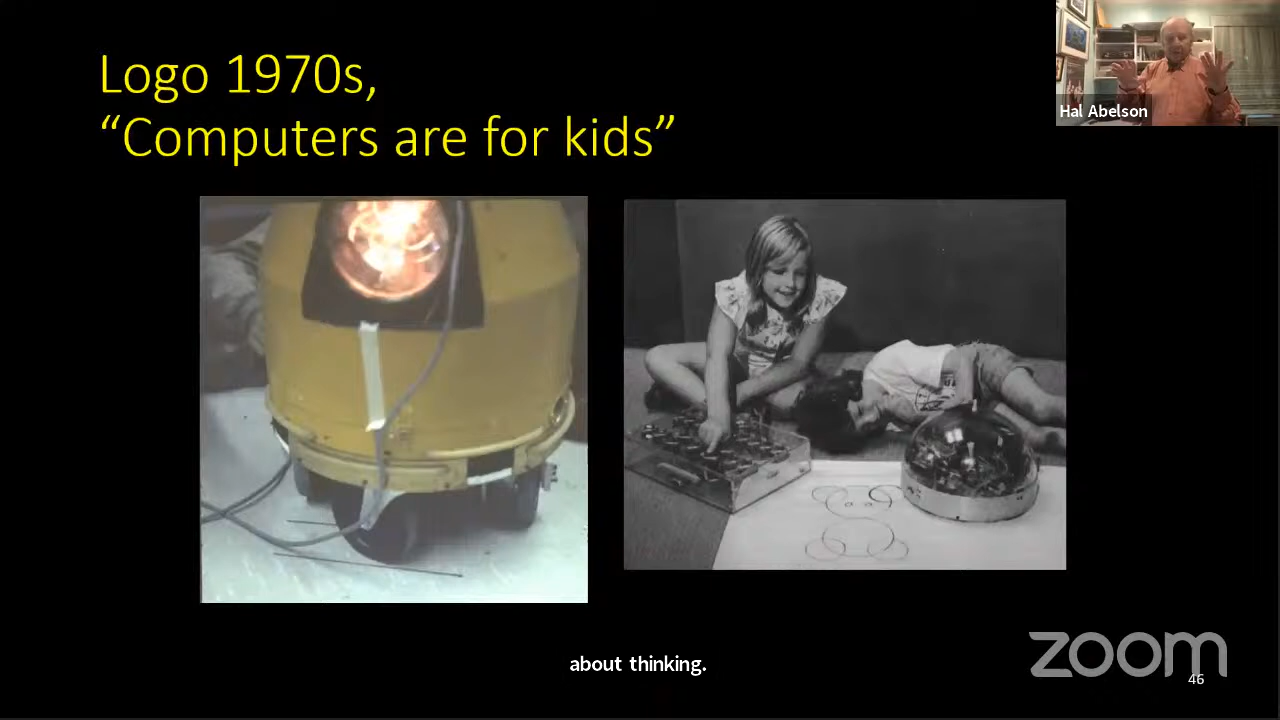 Logo 1970s,
“Computers are for kids”
Hal Abelson
about thinking.
zoom
46